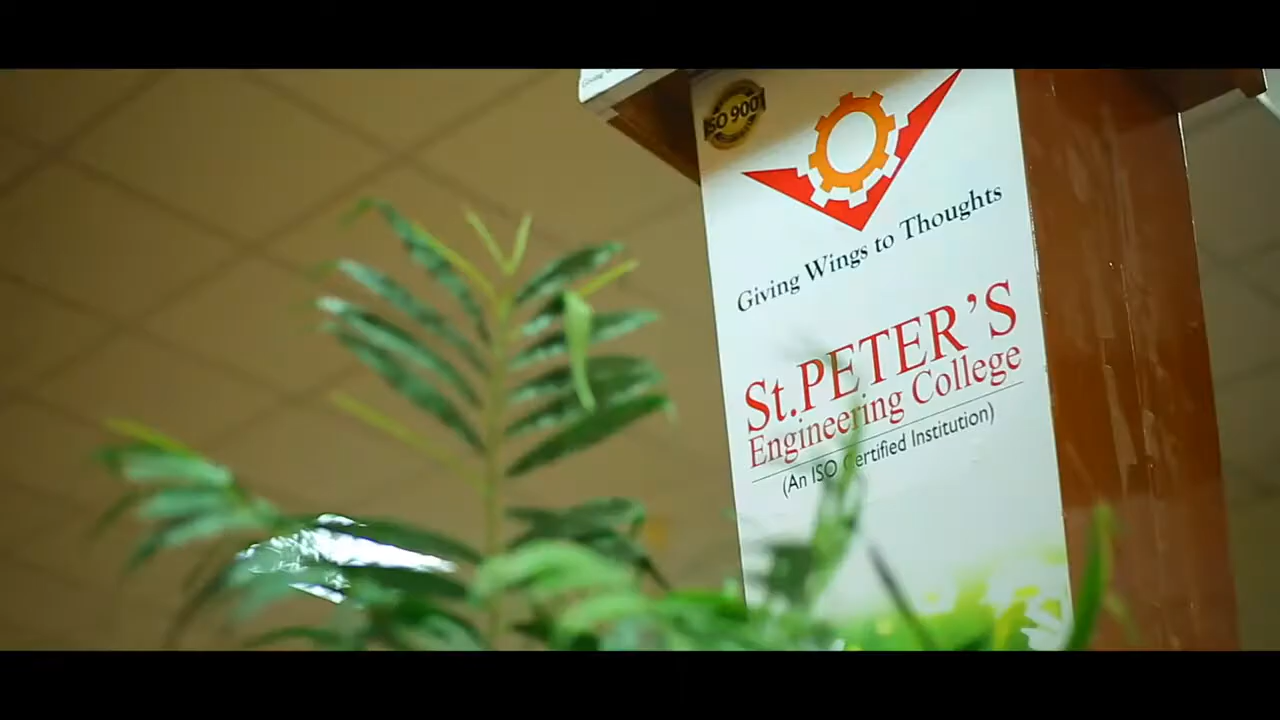 ISO 9001
Giving Wings to Thoughts
St.PETER'S
Engineering College
(An ISO Certified Institution)